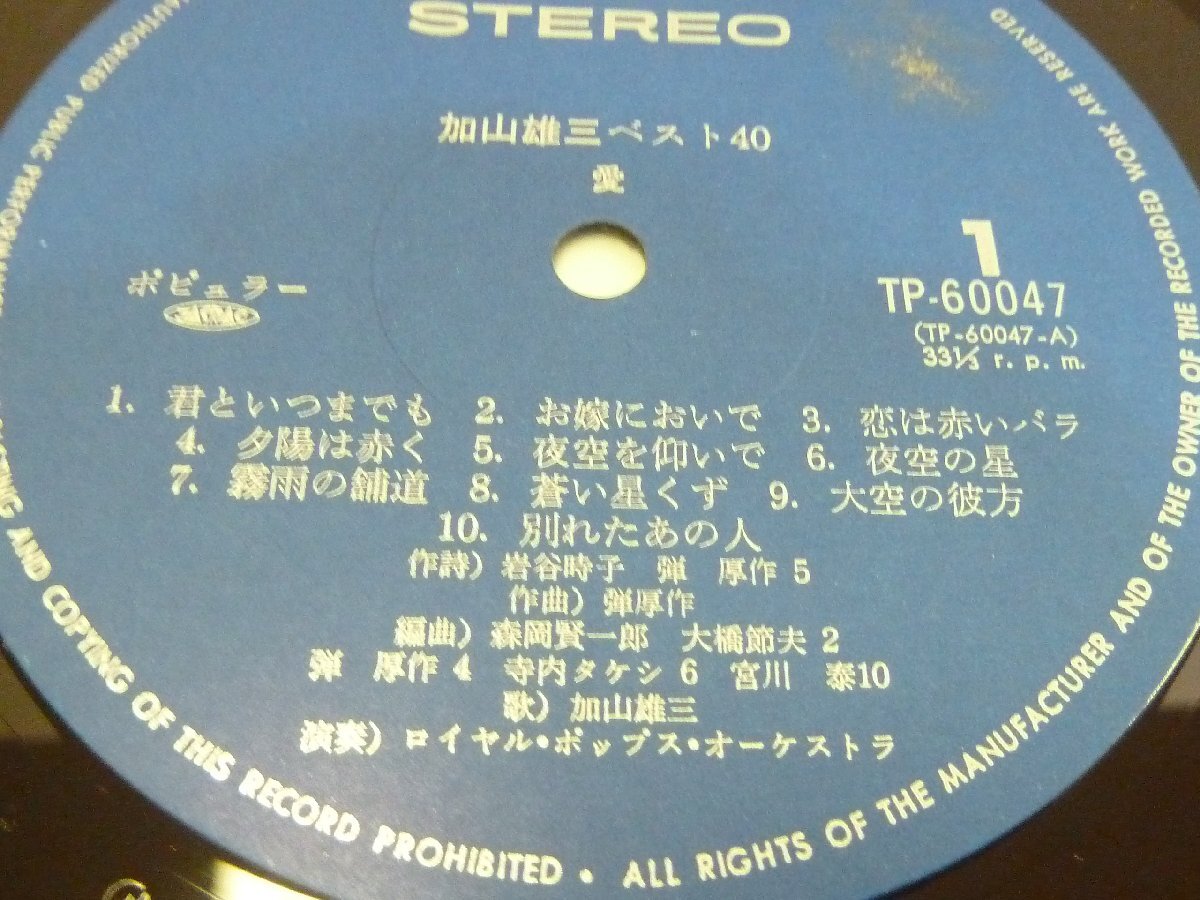 STEREO
加山雄三ベスト40
愛
1
ポピュラー
TP-60047
(TP-60047-A)
33⅓ r.p.m.
1. 君といつまでも 2. お嫁においで 3. 恋は赤いバラ
4. 夕陽は赤く 5. 夜空を仰いで 6. 夜空の星
7. 霧雨の舗道 8. 蒼い星くず 9. 大空の彼方
10. 別れたあの人
作詩) 岩谷時子 弾 厚作 5
作曲) 弾厚作
編曲) 森岡賢一郎 大橋節夫 2
弾 厚作 4 寺内タケシ 6 宮川 泰10
歌) 加山雄三
演奏) ロイヤル・ポップス・オーケストラ
AUTHORIZED PUBLIC
AND COPYING OF THIS RECORD PROHIBITED • ALL RIGHTS OF THE MANUFACTURER AND OF THE OWNER OF THE RECORDED WORK ARE RESERVED